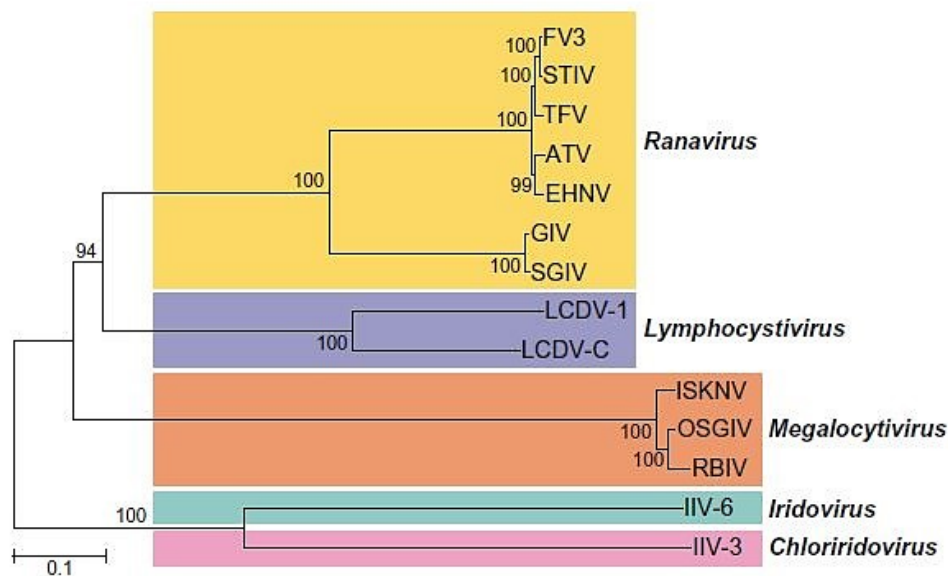 100
FV3
100
STIV
100
TFV
Ranavirus
ATV
100
99
EHNV
GIV
94
100
SGIV
LCDV-1
Lymphocystivirus
100
LCDV-C
ISKNV
100
OSGIV
Megalocytivirus
100
RBIV
100
IIV-6
Iridovirus
IIV-3
Chloriridovirus
0.1